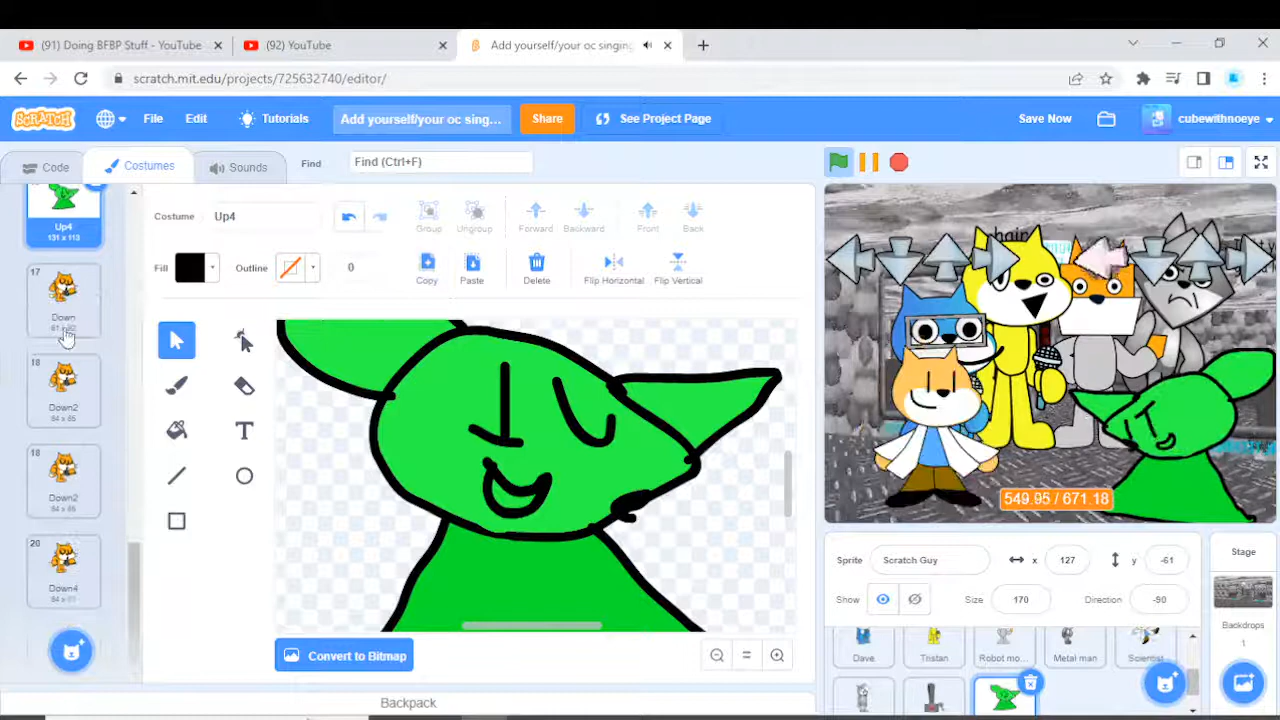 (91) Doing BFBP Stuff - YouTube
(92) YouTube
Add yourself/your oc singing
scratch.mit.edu/projects/725632740/editor/
SCRATCH
File
Edit
Tutorials
Add yourself/your oc sing...
Share
See Project Page
Save Now
cubewithnoeye
Code
Costumes
Sounds
Find
Find (Ctrl+F)
Costume
Up4
Group
Ungroup
Forward
Backward
Front
Back
Fill
Outline
0
Copy
Paste
Delete
Flip Horizontal
Flip Vertical
Up4
131 x 113
17
Down
18
Down2
64 x 65
Down2
20
Down4
Convert to Bitmap
Backpack
hair
549.95 / 671.18
Sprite
Scratch Guy
x
127
y
-61
Show
Size
170
Direction
-90
Stage
Backdrops
1
Dave
Tristan
Robot mo...
Metal man
Scientist